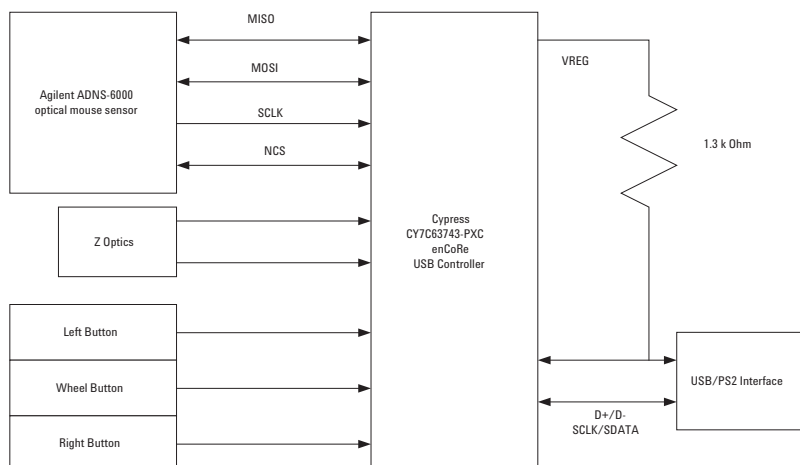 MISO
Agilent ADNS-6000
optical mouse sensor
MOSI
SCLK
NCS
Z Optics
Left Button
Wheel Button
Right Button
Cypress
CY7C63743-PXC
enCoRe
USB Controller
VREG
1.3 k Ohm
USB/PS2 Interface
D+/D-
SCLK/SDATA